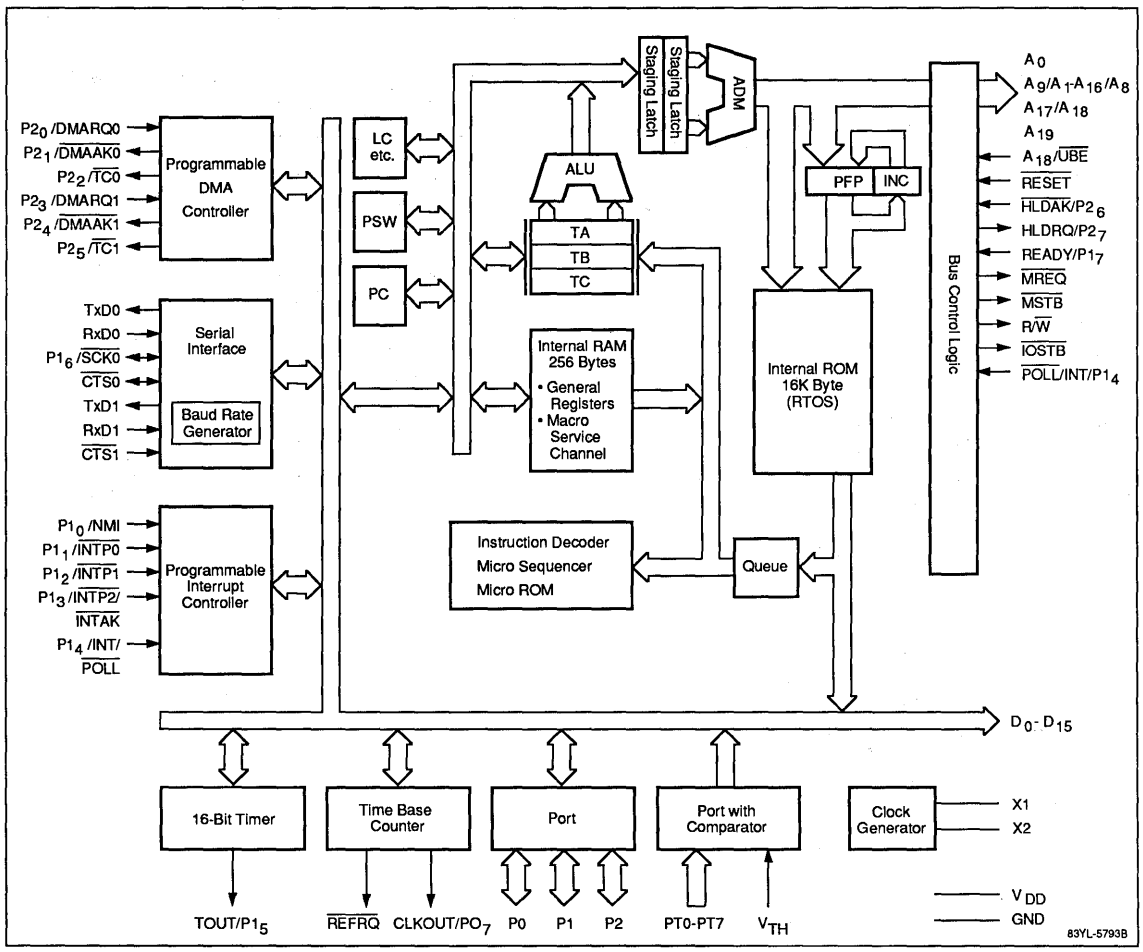 P2₀/DMARQ0
P2₁/DMAAK0
P2₂/TC0
P2₃/DMARQ1
P2₄/DMAAK1
P2₅/TC1
Programmable
DMA
Controller
TxD0
RxD0
P1₆/SCK0
CTS0
TxD1
RxD1
CTS1
Serial
Interface
Baud Rate
Generator
P1₀/NMI
P1₁/INTP0
P1₂/INTP1
P1₃/INTP2/
INTAK
P1₄/INT/
POLL
Programmable
Interrupt
Controller
LC
etc.
PSW
PC
Staging Latch
Staging Latch
ADM
ALU
TA
TB
TC
Internal RAM
256 Bytes
• General
Registers
• Macro
Service
Channel
Instruction Decoder
Micro Sequencer
Micro ROM
Queue
PFP
INC
Internal ROM
16K Byte
(RTOS)
Bus Control Logic
A₀
A₉/A₁-A₁₆/A₈
A₁₇/A₁₈
A₁₉
A₁₈/UBE
RESET
HLDAK/P2₆
HLDRQ/P2₇
READY/P1₇
MREQ
MSTB
R/W
IOSTB
POLL/INT/P1₄
D₀-D₁₅
16-Bit Timer
Time Base
Counter
Port
Port with
Comparator
Clock
Generator
X1
X2
TOUT/P1₅
REFRQ
CLKOUT/PO₇
P0
P1
P2
PT0-PT7
V_TH
V_DD
GND
83YL-5793B